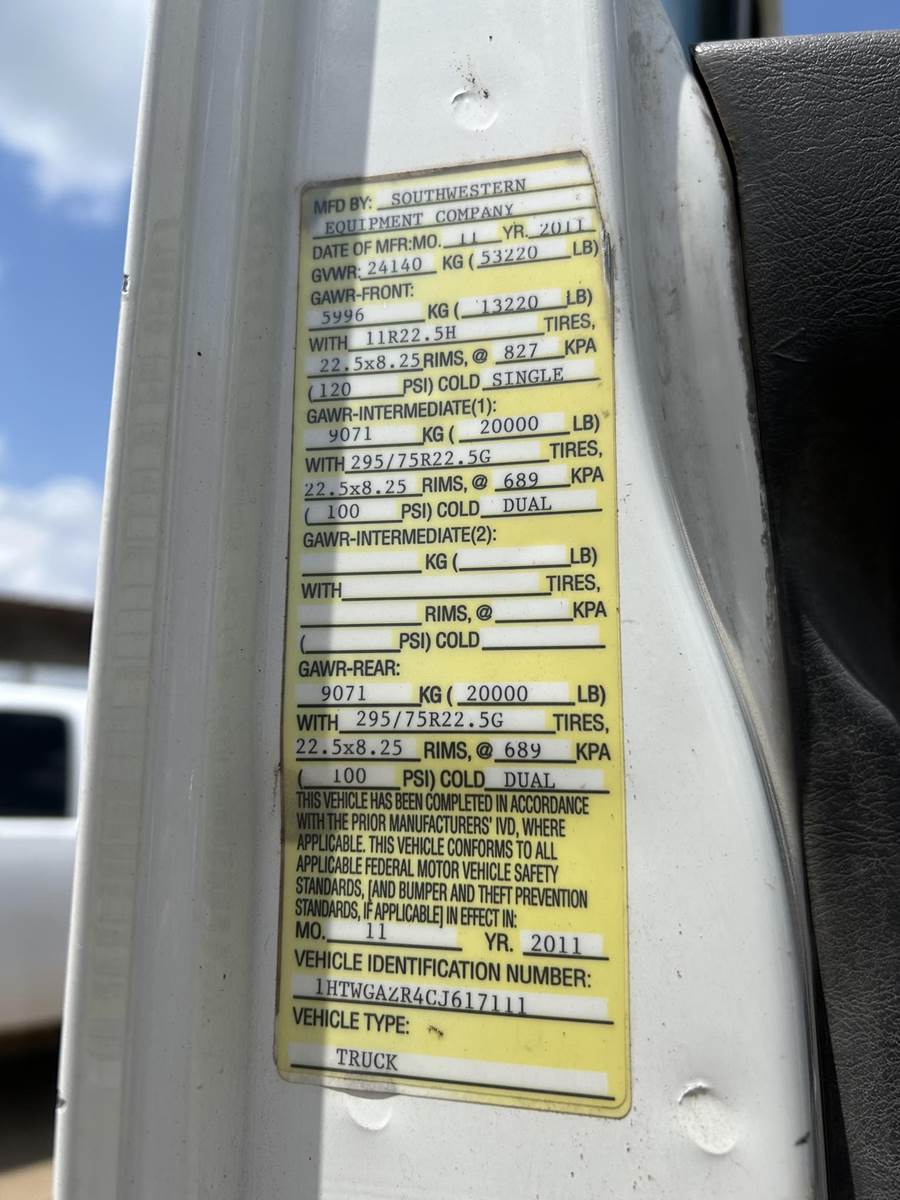 MFD BY: SOUTHWESTERN
EQUIPMENT COMPANY
DATE OF MFR:MO. 11 YR. 2011
GVWR: 24140 KG ( 53220 LB)
GAWR-FRONT:
5996 KG ( 13220 LB)
WITH 11R22.5H TIRES,
22.5x8.25 RIMS, @ 827 KPA
( 120 PSI) COLD SINGLE
GAWR-INTERMEDIATE(1):
9071 KG ( 20000 LB)
WITH 295/75R22.5G TIRES,
22.5x8.25 RIMS, @ 689 KPA
( 100 PSI) COLD DUAL
GAWR-INTERMEDIATE(2):
KG ( LB)
WITH TIRES,
RIMS, @ KPA
( PSI) COLD
GAWR-REAR:
9071 KG ( 20000 LB)
WITH 295/75R22.5G TIRES,
22.5x8.25 RIMS, @ 689 KPA
( 100 PSI) COLD DUAL
THIS VEHICLE HAS BEEN COMPLETED IN ACCORDANCE
WITH THE PRIOR MANUFACTURERS' IVD, WHERE
APPLICABLE. THIS VEHICLE CONFORMS TO ALL
APPLICABLE FEDERAL MOTOR VEHICLE SAFETY
STANDARDS, [AND BUMPER AND THEFT PREVENTION
STANDARDS, IF APPLICABLE] IN EFFECT IN:
MO. 11 YR. 2011
VEHICLE IDENTIFICATION NUMBER:
1HTWGAZR4CJ617111
VEHICLE TYPE:
TRUCK